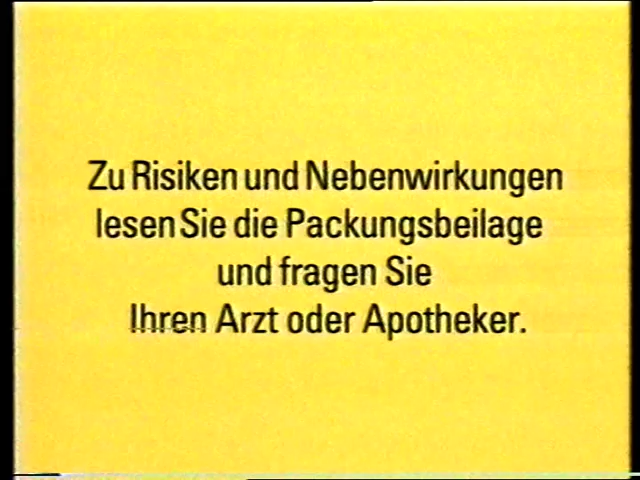 Zu Risiken und Nebenwirkungen
lesen Sie die Packungsbeilage
und fragen Sie
Ihren Arzt oder Apotheker.